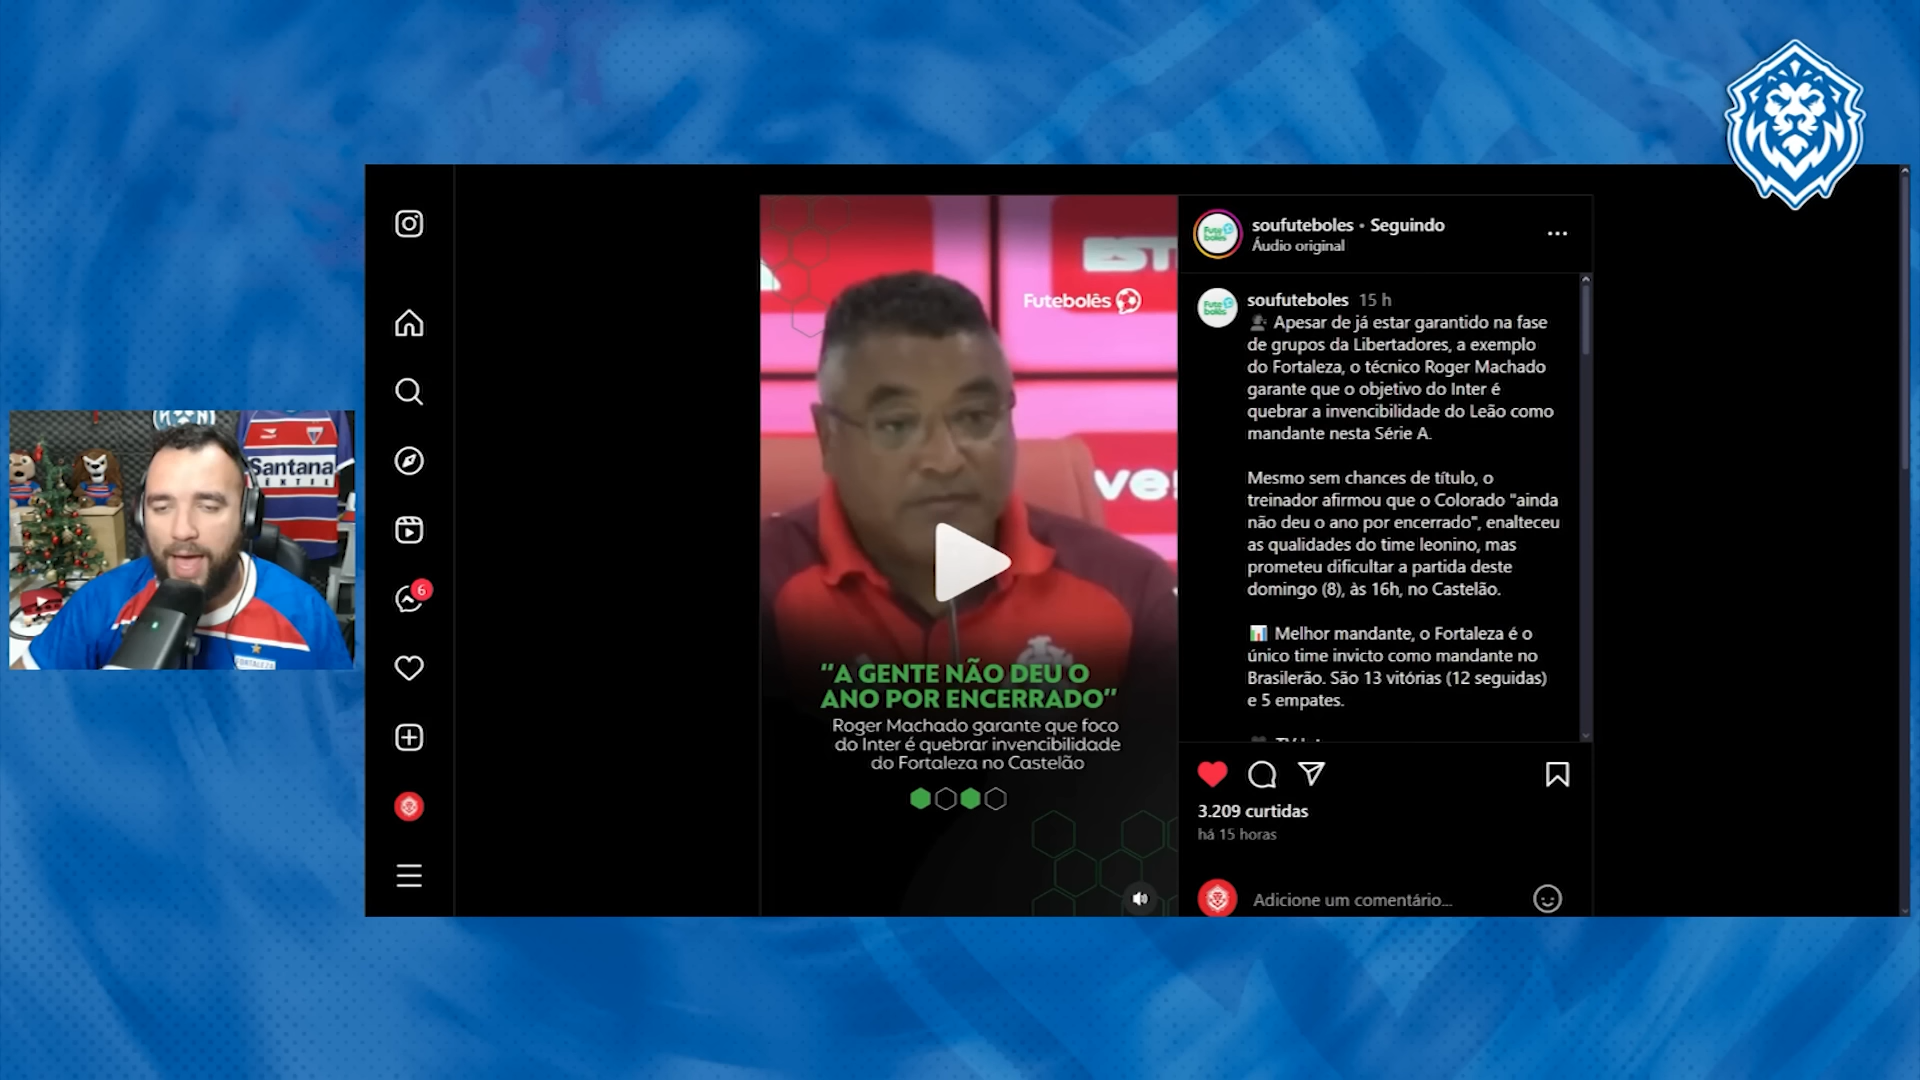 Santana
TÊXTIL
FORTALEZA
6
Futebolês
"A GENTE NÃO DEU O
ANO POR ENCERRADO"
Roger Machado garante que foco
do Inter é quebrar invencibilidade
do Fortaleza no Castelão
soufuteboles • Seguindo
Áudio original
soufuteboles 15 h
Apesar de já estar garantido na fase
de grupos da Libertadores, a exemplo
do Fortaleza, o técnico Roger Machado
garante que o objetivo do Inter é
quebrar a invencibilidade do Leão como
mandante nesta Série A.
Mesmo sem chances de título, o
treinador afirmou que o Colorado "ainda
não deu o ano por encerrado", enalteceu
as qualidades do time leonino, mas
prometeu dificultar a partida deste
domingo (8), às 16h, no Castelão.
Melhor mandante, o Fortaleza é o
único time invicto como mandante no
Brasilerão. São 13 vitórias (12 seguidas)
e 5 empates.
3.209 curtidas
há 15 horas
Adicione um comentário...